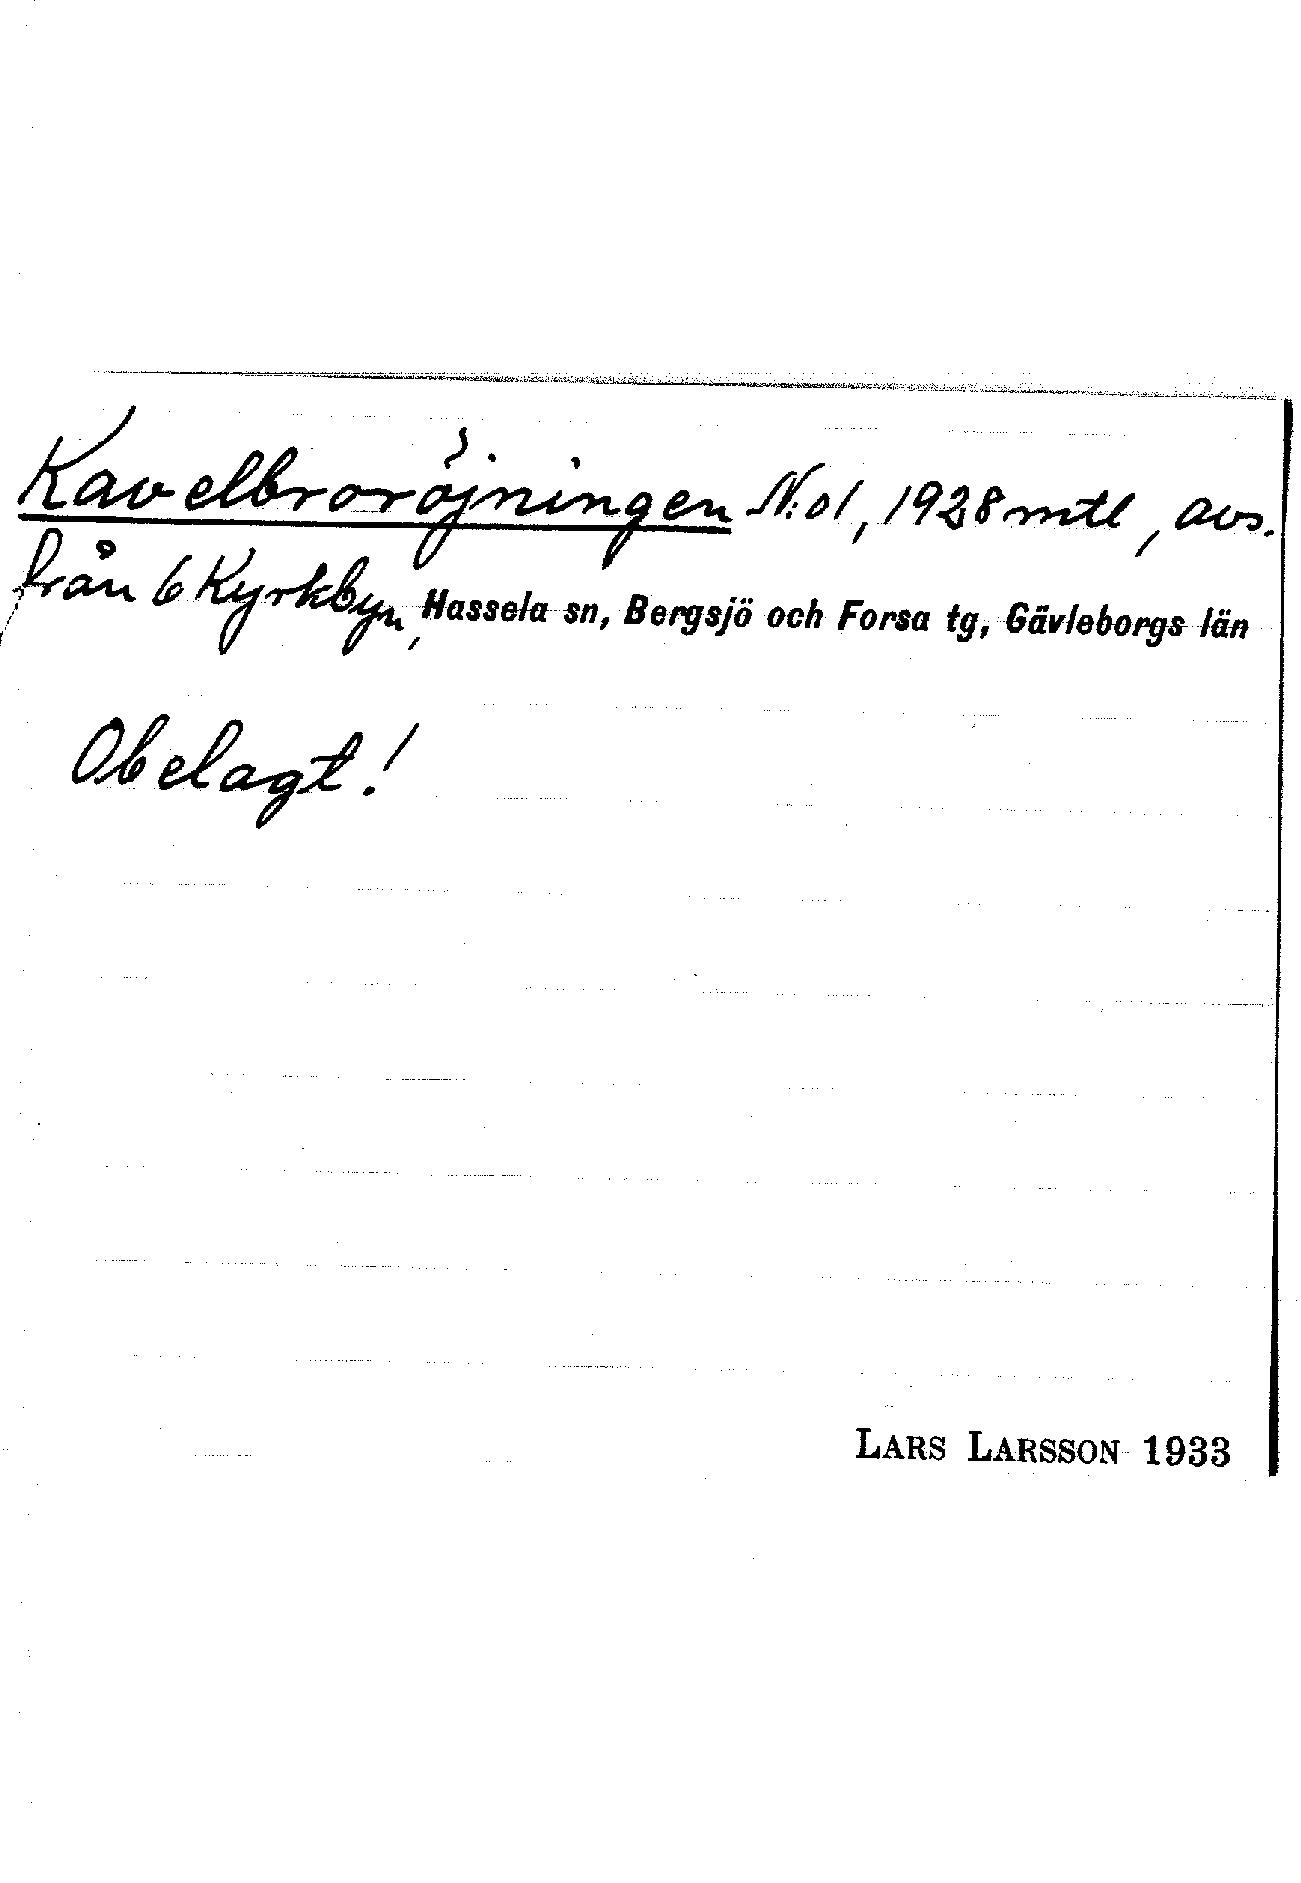 Kavelbroröjningen N:o 1, 1928 mtl, avs.
från 6 Kyrkbyn, Hassela sn, Bergsjö och Forsa tg, Gävleborgs län
Obelagt!
LARS LARSSON 1933